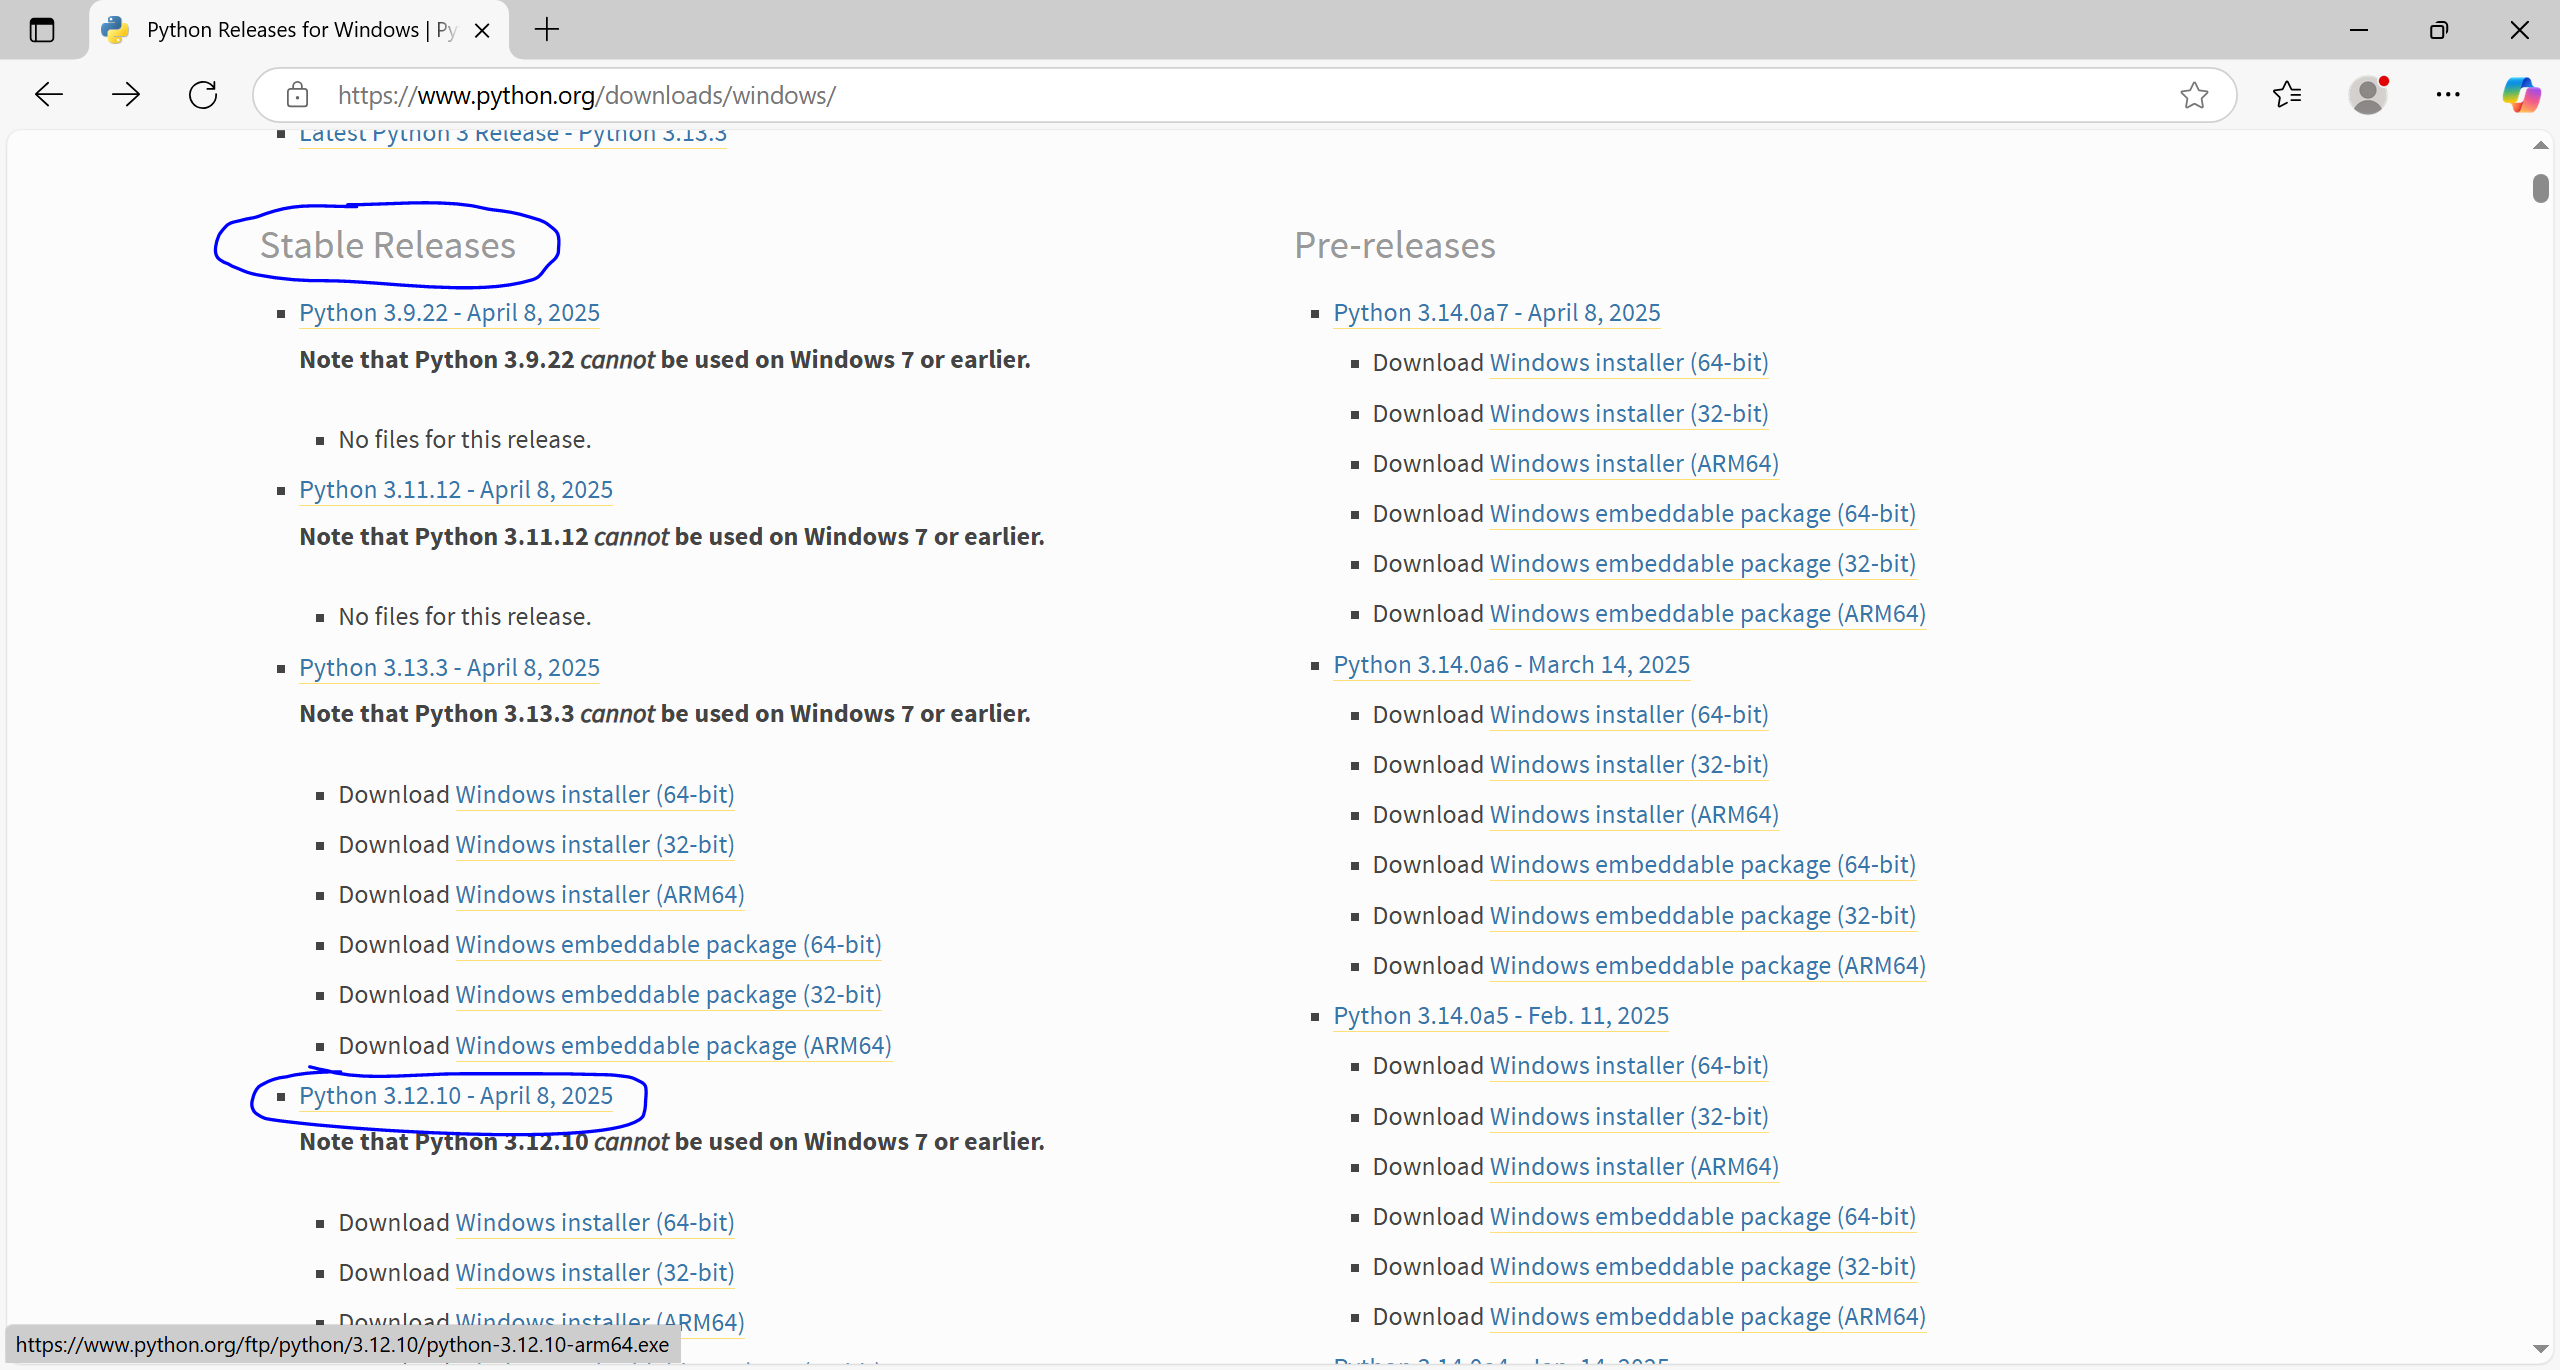 Python Releases for Windows | Py
https://www.python.org/downloads/windows/
Latest Python 3 Release - Python 3.13.3
Stable Releases
Python 3.9.22 - April 8, 2025
Note that Python 3.9.22 cannot be used on Windows 7 or earlier.
No files for this release.
Python 3.11.12 - April 8, 2025
Note that Python 3.11.12 cannot be used on Windows 7 or earlier.
No files for this release.
Python 3.13.3 - April 8, 2025
Note that Python 3.13.3 cannot be used on Windows 7 or earlier.
Download Windows installer (64-bit)
Download Windows installer (32-bit)
Download Windows installer (ARM64)
Download Windows embeddable package (64-bit)
Download Windows embeddable package (32-bit)
Download Windows embeddable package (ARM64)
Python 3.12.10 - April 8, 2025
Note that Python 3.12.10 cannot be used on Windows 7 or earlier.
Download Windows installer (64-bit)
Download Windows installer (32-bit)
Download Windows installer (ARM64)
Pre-releases
Python 3.14.0a7 - April 8, 2025
Download Windows installer (64-bit)
Download Windows installer (32-bit)
Download Windows installer (ARM64)
Download Windows embeddable package (64-bit)
Download Windows embeddable package (32-bit)
Download Windows embeddable package (ARM64)
Python 3.14.0a6 - March 14, 2025
Download Windows installer (64-bit)
Download Windows installer (32-bit)
Download Windows installer (ARM64)
Download Windows embeddable package (64-bit)
Download Windows embeddable package (32-bit)
Download Windows embeddable package (ARM64)
Python 3.14.0a5 - Feb. 11, 2025
Download Windows installer (64-bit)
Download Windows installer (32-bit)
Download Windows installer (ARM64)
Download Windows embeddable package (64-bit)
Download Windows embeddable package (32-bit)
Download Windows embeddable package (ARM64)
https://www.python.org/ftp/python/3.12.10/python-3.12.10-arm64.exe